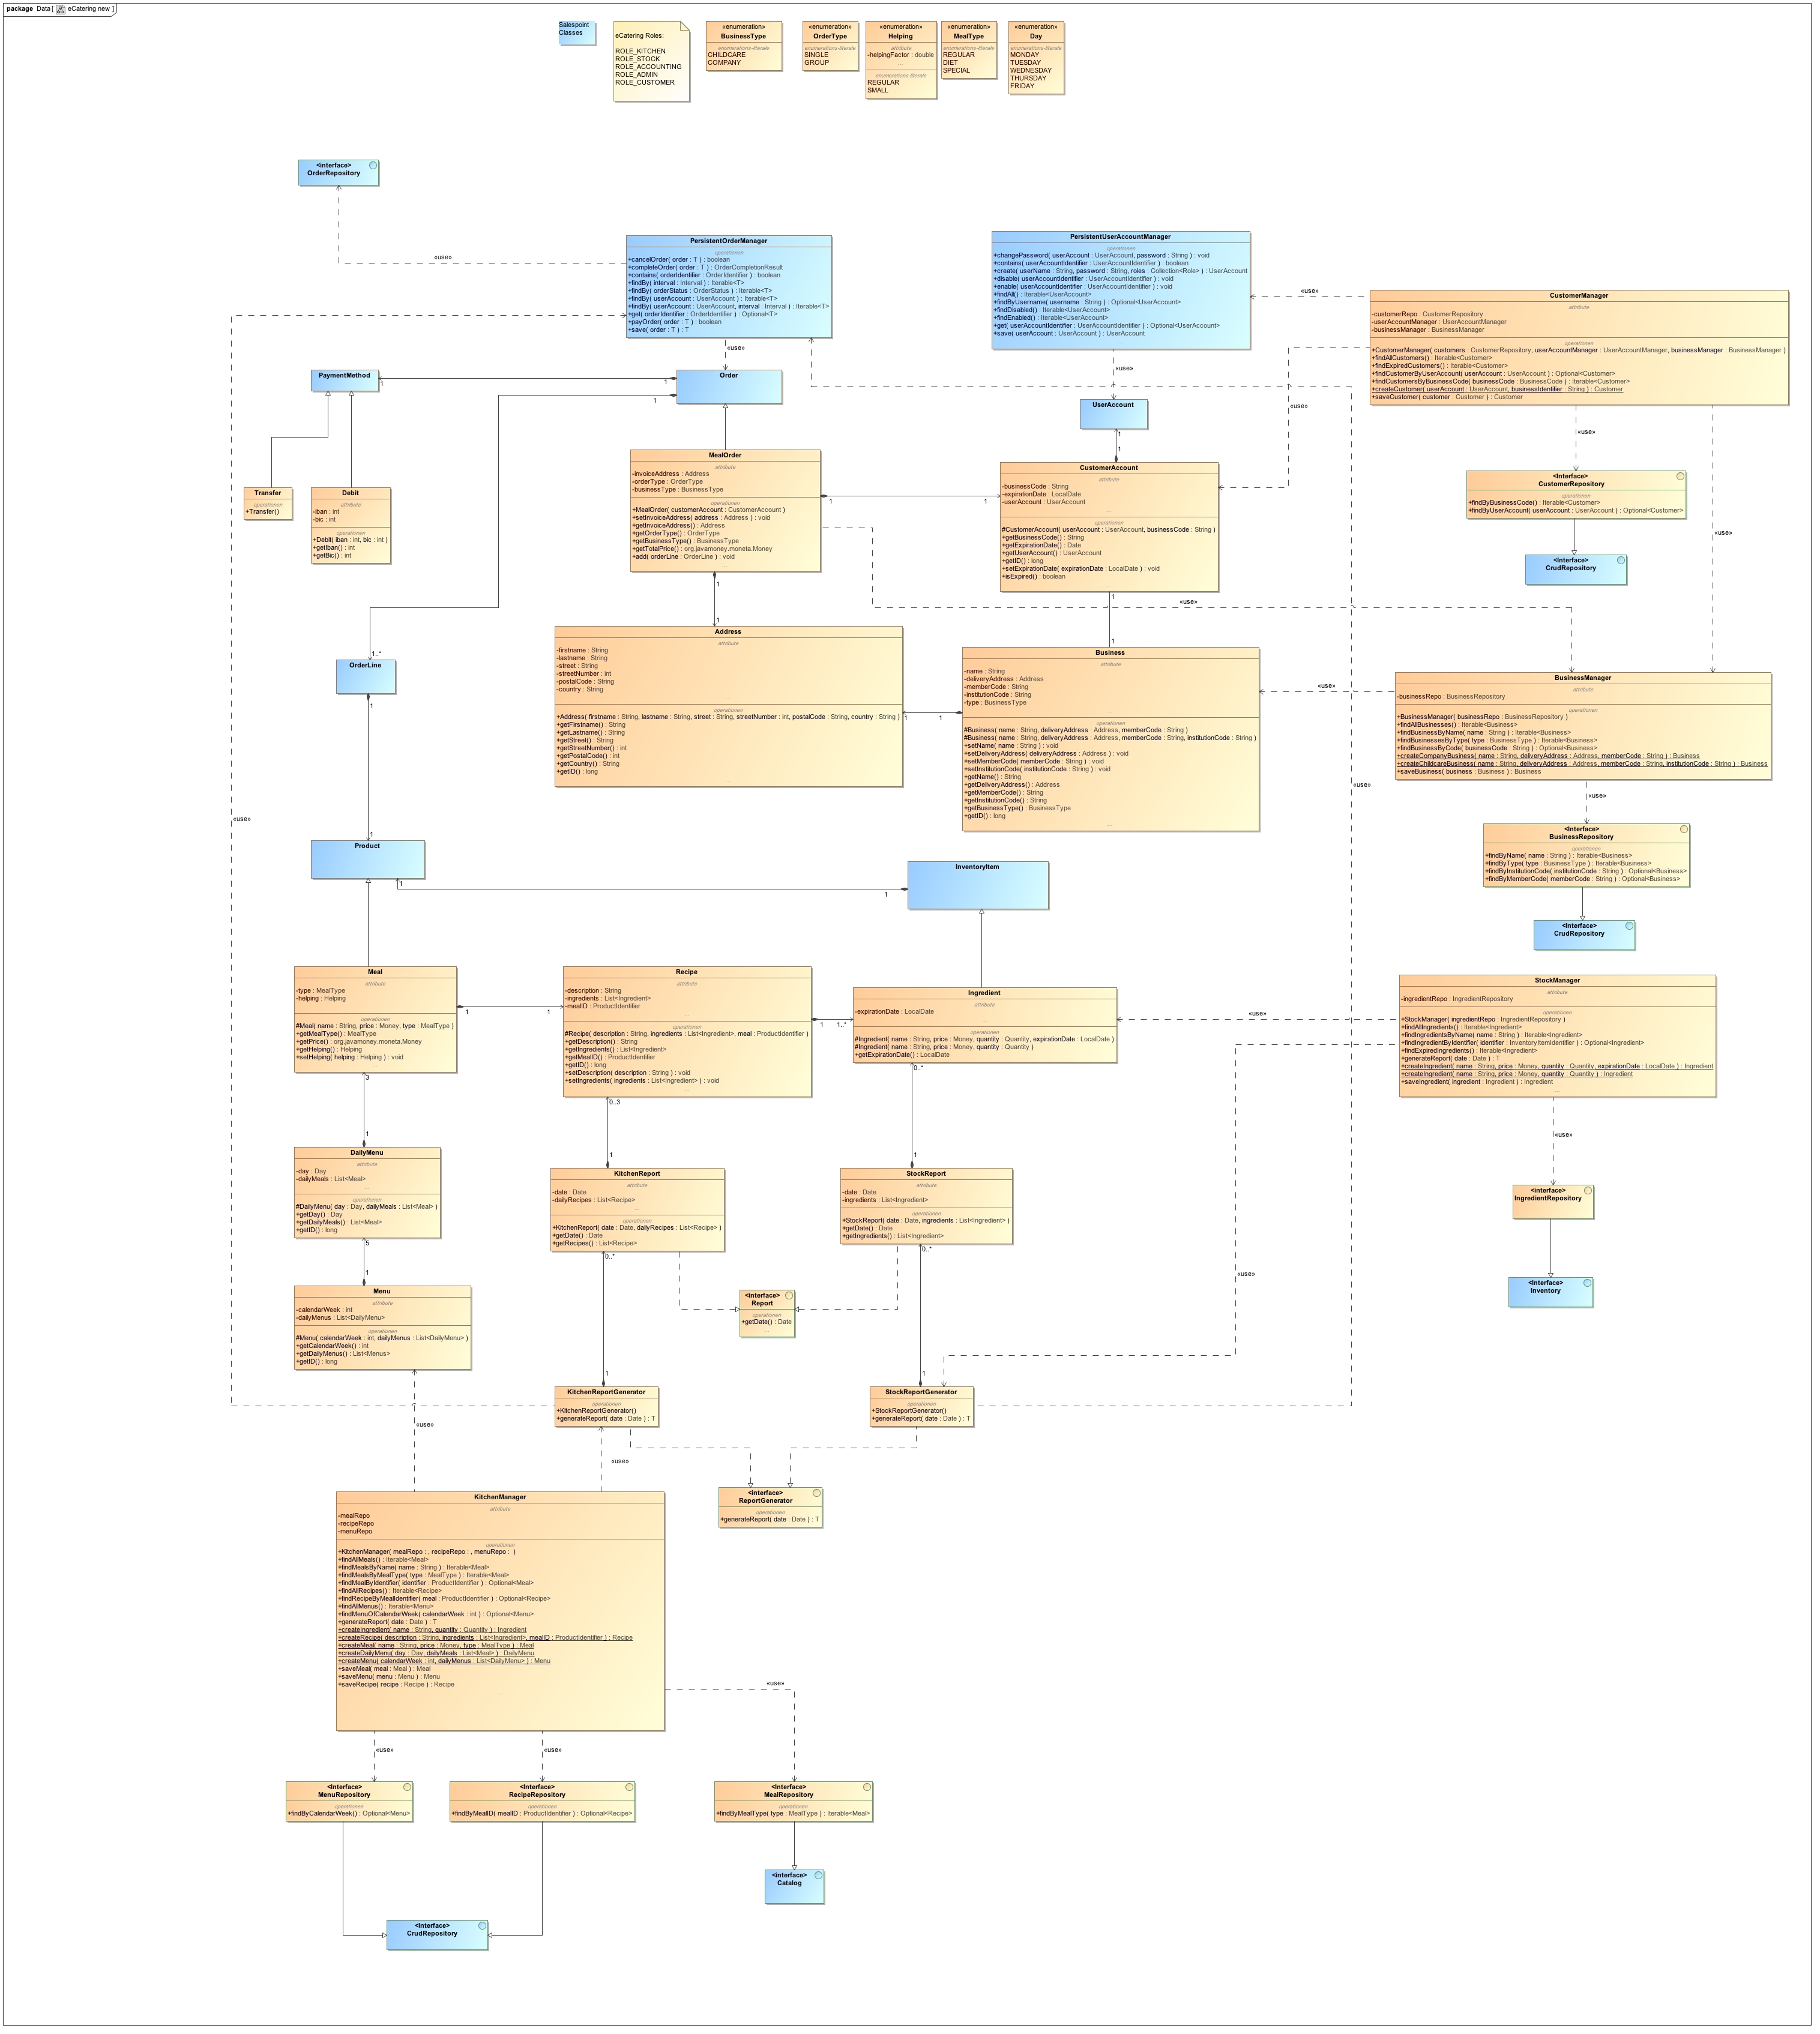 package Data [ eCatering new ]
Salespoint
Classes
eCatering Roles:
ROLE_KITCHEN
ROLE_STOCK
ROLE_ACCOUNTING
ROLE_ADMIN
ROLE_CUSTOMER
«enumeration»
BusinessType
enumerations-literale
CHILDCARE
COMPANY
«enumeration»
OrderType
enumerations-literale
SINGLE
GROUP
«enumeration»
Helping
attribute
-helpingFactor : double
enumerations-literale
REGULAR
SMALL
«enumeration»
MealType
enumerations-literale
REGULAR
DIET
SPECIAL
«enumeration»
Day
enumerations-literale
MONDAY
TUESDAY
WEDNESDAY
THURSDAY
FRIDAY
<Interface>
OrderRepository
«use»
PersistentOrderManager
operationen
+cancelOrder( order : T ) : boolean
+completeOrder( order : T ) : OrderCompletionResult
+contains( orderIdentifier : OrderIdentifier ) : boolean
+findBy( interval : Interval ) : Iterable<T>
+findBy( orderStatus : OrderStatus ) : Iterable<T>
+findBy( userAccount : UserAccount ) : Iterable<T>
+findBy( userAccount : UserAccount, interval : Interval ) : Iterable<T>
+get( orderIdentifier : OrderIdentifier ) : Optional<T>
+payOrder( order : T ) : boolean
+save( order : T ) : T
PersistentUserAccountManager
operationen
+changePassword( userAccount : UserAccount, password : String ) : void
+contains( userAccountIdentifier : UserAccountIdentifier ) : boolean
+create( userName : String, password : String, roles : Collection<Role> ) : UserAccount
+disable( userAccountIdentifier : UserAccountIdentifier ) : void
+enable( userAccountIdentifier : UserAccountIdentifier ) : void
+findAll() : Iterable<UserAccount>
+findByUsername( username : String ) : Optional<UserAccount>
+findDisabled() : Iterable<UserAccount>
+findEnabled() : Iterable<UserAccount>
+get( userAccountIdentifier : UserAccountIdentifier ) : Optional<UserAccount>
+save( userAccount : UserAccount ) : UserAccount
«use»
CustomerManager
attribute
-customerRepo : CustomerRepository
-userAccountManager : UserAccountManager
-businessManager : BusinessManager
operationen
+CustomerManager( customers : CustomerRepository, userAccountManager : UserAccountManager, businessManager : BusinessManager )
+findAllCustomers() : Iterable<Customer>
+findExpiredCustomers() : Iterable<Customer>
+findCustomerByUserAccount( userAccount : UserAccount ) : Optional<Customer>
+findCustomersByBusinessCode( businessCode : BusinessCode ) : Iterable<Customer>
+createCustomer( userAccount : UserAccount, businessIdentifier : String ) : Customer
+saveCustomer( customer : Customer ) : Customer
«use»
«use»
«use»
«use»
«use»
PaymentMethod
1
1
Order
1
UserAccount
1
1
Transfer
operationen
+Transfer()
Debit
attribute
-iban : int
-bic : int
operationen
+Debit( iban : int, bic : int )
+getIban() : int
+getBic() : int
MealOrder
attribute
-invoiceAddress : Address
-orderType : OrderType
-businessType : BusinessType
operationen
+MealOrder( customerAccount : CustomerAccount )
+setInvoiceAddress( address : Address ) : void
+getInvoiceAddress() : Address
+getOrderType() : OrderType
+getBusinessType() : BusinessType
+getTotalPrice() : org.javamoney.moneta.Money
+add( orderLine : OrderLine ) : void
1
1
CustomerAccount
attribute
-businessCode : String
-expirationDate : LocalDate
-userAccount : UserAccount
operationen
#CustomerAccount( userAccount : UserAccount, businessCode : String )
+getBusinessCode() : String
+getExpirationDate() : Date
+getUserAccount() : UserAccount
+getID() : long
+setExpirationDate( expirationDate : LocalDate ) : void
+isExpired() : boolean
<Interface>
CustomerRepository
operationen
+findByBusinessCode() : Iterable<Customer>
+findByUserAccount( userAccount : UserAccount ) : Optional<Customer>
<Interface>
CrudRepository
1
1
«use»
1
1
1..*
OrderLine
Address
attribute
-firstname : String
-lastname : String
-street : String
-streetNumber : int
-postalCode : String
-country : String
operationen
+Address( firstname : String, lastname : String, street : String, streetNumber : int, postalCode : String, country : String )
+getFirstname() : String
+getLastname() : String
+getStreet() : String
+getStreetNumber() : int
+getPostalCode() : int
+getCountry() : String
+getID() : long
1
1
Business
attribute
-name : String
-deliveryAddress : Address
-memberCode : String
-institutionCode : String
-type : BusinessType
operationen
#Business( name : String, deliveryAddress : Address, memberCode : String )
#Business( name : String, deliveryAddress : Address, memberCode : String, institutionCode : String )
+setName( name : String ) : void
+setDeliveryAddress( deliveryAddress : Address ) : void
+setMemberCode( memberCode : String ) : void
+setInstitutionCode( institutionCode : String ) : void
+getName() : String
+getDeliveryAddress() : Address
+getMemberCode() : String
+getInstitutionCode() : String
+getBusinessType() : BusinessType
+getID() : long
«use»
BusinessManager
attribute
-businessRepo : BusinessRepository
operationen
+BusinessManager( businessRepo : BusinessRepository )
+findAllBusinesses() : Iterable<Business>
+findBusinessByName( name : String ) : Iterable<Business>
+findBusinessesByType( type : BusinessType ) : Iterable<Business>
+findBusinessByCode( businessCode : String ) : Optional<Business>
+createCompanyBusiness( name : String, deliveryAddress : Address, memberCode : String ) : Business
+createChildcareBusiness( name : String, deliveryAddress : Address, memberCode : String, institutionCode : String ) : Business
+saveBusiness( business : Business ) : Business
«use»
«use»
«use»
<Interface>
BusinessRepository
operationen
+findByName( name : String ) : Iterable<Business>
+findByType( type : BusinessType ) : Iterable<Business>
+findByInstitutionCode( institutionCode : String ) : Optional<Business>
+findByMemberCode( memberCode : String ) : Optional<Business>
<Interface>
CrudRepository
1
1
Product
1
1
InventoryItem
Meal
attribute
-type : MealType
-helping : Helping
operationen
#Meal( name : String, price : Money, type : MealType )
+getMealType() : MealType
+getPrice() : org.javamoney.moneta.Money
+getHelping() : Helping
+setHelping( helping : Helping ) : void
1
1
Recipe
attribute
-description : String
-ingredients : List<Ingredient>
-mealID : ProductIdentifier
operationen
#Recipe( description : String, ingredients : List<Ingredient>, meal : ProductIdentifier )
+getDescription() : String
+getIngredients() : List<Ingredient>
+getMealID() : ProductIdentifier
+getID() : long
+setDescription( description : String ) : void
+setIngredients( ingredients : List<Ingredient> ) : void
1
1..*
Ingredient
attribute
-expirationDate : LocalDate
operationen
#Ingredient( name : String, price : Money, quantity : Quantity, expirationDate : LocalDate )
#Ingredient( name : String, price : Money, quantity : Quantity )
+getExpirationDate() : LocalDate
«use»
StockManager
attribute
-ingredientRepo : IngredientRepository
operationen
+StockManager( ingredientRepo : IngredientRepository )
+findAllIngredients() : Iterable<Ingredient>
+findIngredientsByName( name : String ) : Iterable<Ingredient>
+findIngredientByIdentifier( identifier : InventoryItemIdentifier ) : Optional<Ingredient>
+findExpiredIngredients() : Iterable<Ingredient>
+generateReport( date : Date ) : T
+createIngredient( name : String, price : Money, quantity : Quantity, expirationDate : LocalDate ) : Ingredient
+createIngredient( name : String, price : Money, quantity : Quantity ) : Ingredient
+saveIngredient( ingredient : Ingredient ) : Ingredient
3
1
0..3
1
0..*
1
«use»
DailyMenu
attribute
-day : Day
-dailyMeals : List<Meal>
operationen
#DailyMenu( day : Day, dailyMeals : List<Meal> )
+getDay() : Day
+getDailyMeals() : List<Meal>
+getID() : long
KitchenReport
attribute
-date : Date
-dailyRecipes : List<Recipe>
operationen
+KitchenReport( date : Date, dailyRecipes : List<Recipe> )
+getDate() : Date
+getRecipes() : List<Recipe>
StockReport
attribute
-date : Date
-ingredients : List<Ingredient>
operationen
+StockReport( date : Date, ingredients : List<Ingredient> )
+getDate() : Date
+getIngredients() : List<Ingredient>
<Interface>
IngredientRepository
<Interface>
Inventory
5
1
0..*
0..*
«use»
Menu
attribute
-calendarWeek : int
-dailyMenus : List<DailyMenu>
operationen
#Menu( calendarWeek : int, dailyMenus : List<DailyMenu> )
+getCalendarWeek() : int
+getDailyMenus() : List<Menus>
+getID() : long
<Interface>
Report
operationen
+getDate() : Date
1
1
KitchenReportGenerator
operationen
+KitchenReportGenerator()
+generateReport( date : Date ) : T
StockReportGenerator
operationen
+StockReportGenerator()
+generateReport( date : Date ) : T
«use»
«use»
<Interface>
ReportGenerator
operationen
+generateReport( date : Date ) : T
KitchenManager
attribute
-mealRepo
-recipeRepo
-menuRepo
operationen
+KitchenManager( mealRepo : , recipeRepo : , menuRepo : )
+findAllMeals() : Iterable<Meal>
+findMealsByName( name : String ) : Iterable<Meal>
+findMealsByMealType( type : MealType ) : Iterable<Meal>
+findMealByIdentifier( identifier : ProductIdentifier ) : Optional<Meal>
+findAllRecipes() : Iterable<Recipe>
+findRecipeByMealIdentifier( meal : ProductIdentifier ) : Optional<Recipe>
+findAllMenus() : Iterable<Menu>
+findMenuOfCalendarWeek( calendarWeek : int ) : Optional<Menu>
+generateReport( date : Date ) : T
+createIngredient( name : String, quantity : Quantity ) : Ingredient
+createRecipe( description : String, ingredients : List<Ingredient>, mealID : ProductIdentifier ) : Recipe
+createMeal( name : String, price : Money, type : MealType ) : Meal
+createDailyMenu( day : Day, dailyMeals : List<Meal> ) : DailyMenu
+createMenu( calendarWeek : int, dailyMenus : List<DailyMenu> ) : Menu
+saveMeal( meal : Meal ) : Meal
+saveMenu( menu : Menu ) : Menu
+saveRecipe( recipe : Recipe ) : Recipe
«use»
«use»
«use»
<Interface>
MenuRepository
operationen
+findByCalendarWeek() : Optional<Menu>
<Interface>
RecipeRepository
operationen
+findByMealID( mealID : ProductIdentifier ) : Optional<Recipe>
<Interface>
MealRepository
operationen
+findByMealType( type : MealType ) : Iterable<Meal>
<Interface>
Catalog
<Interface>
CrudRepository